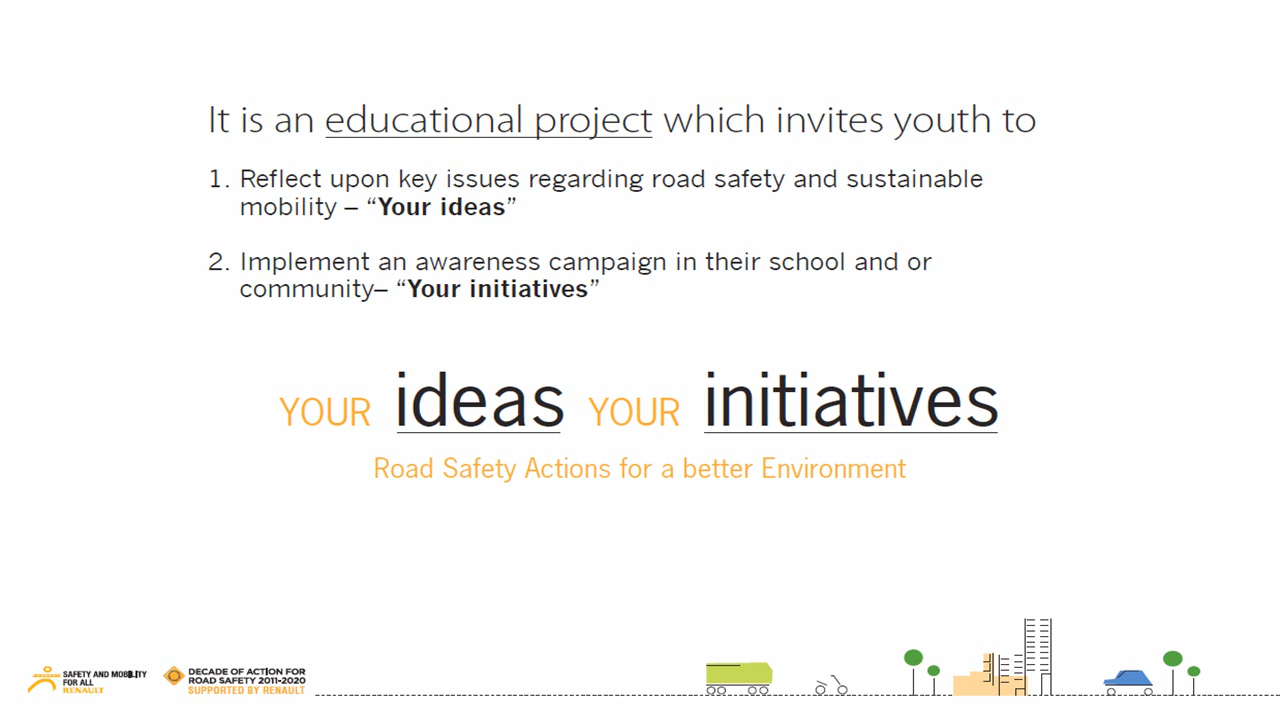 It is an educational project which invites youth to
1. Reflect upon key issues regarding road safety and sustainable
mobility – “Your ideas”
2. Implement an awareness campaign in their school and or
community– “Your initiatives”
YOUR ideas YOUR initiatives
Road Safety Actions for a better Environment
SAFETY AND MOBILITY
FOR ALL
RENAULT
DECADE OF ACTION FOR
ROAD SAFETY 2011-2020
SUPPORTED BY RENAULT